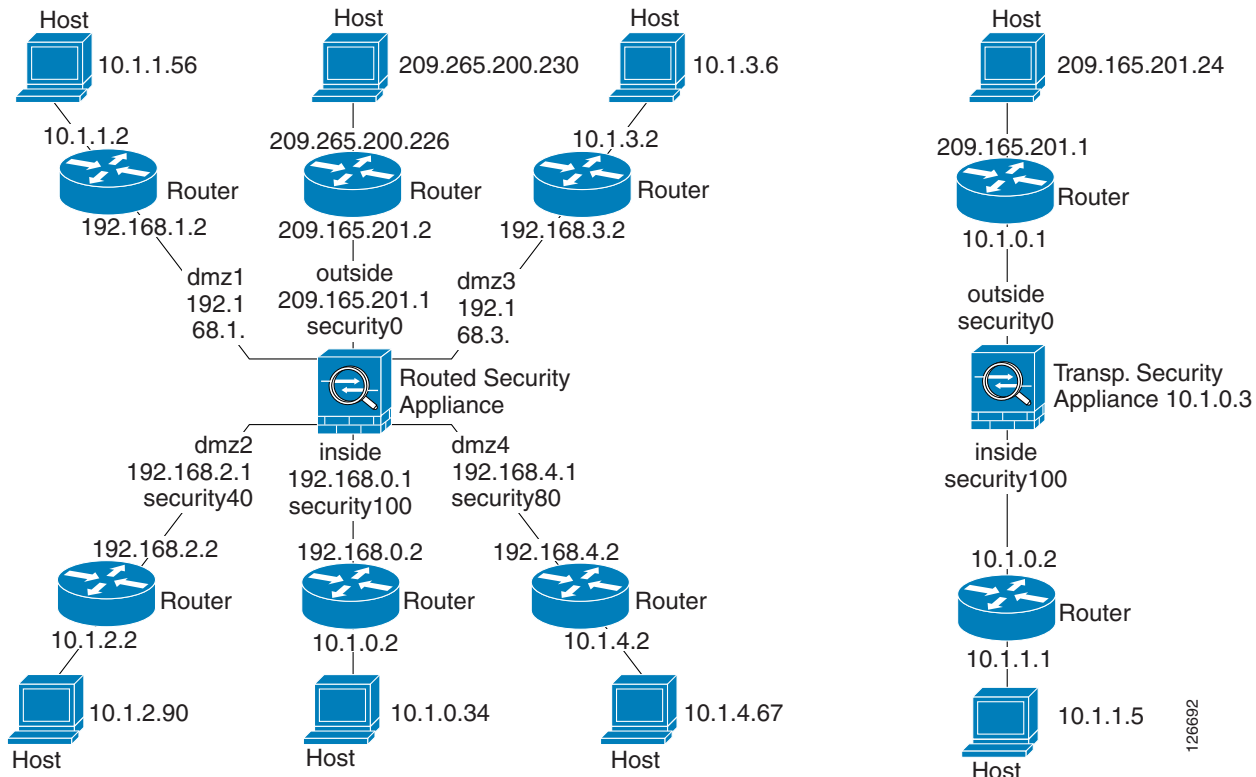 Host
10.1.1.56
10.1.1.2
Router
192.168.1.2
dmz1
192.1
68.1.
Host
209.265.200.230
209.265.200.226
Router
209.165.201.2
outside
209.165.201.1
security0
Host
10.1.3.6
10.1.3.2
Router
192.168.3.2
dmz3
192.1
68.3.
Routed Security
Appliance
dmz2
192.168.2.1
security40
192.168.2.2
Router
10.1.2.2
10.1.2.90
Host
inside
192.168.0.1
security100
192.168.0.2
Router
10.1.0.2
10.1.0.34
Host
dmz4
192.168.4.1
security80
192.168.4.2
Router
10.1.4.2
10.1.4.67
Host
Host
209.165.201.24
209.165.201.1
Router
10.1.0.1
outside
security0
Transp. Security
Appliance 10.1.0.3
inside
security100
10.1.0.2
Router
10.1.1.1
10.1.1.5
Host
126692